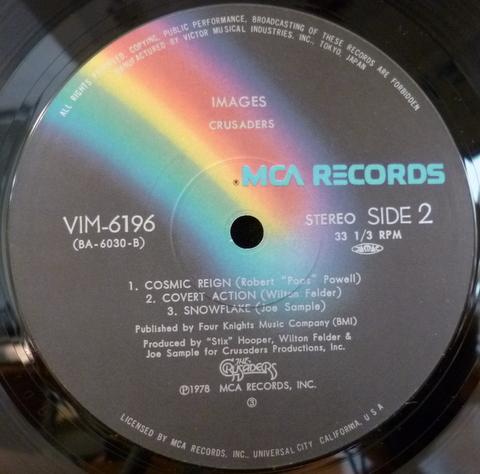 ALL RIGHTS RESERVED. COPYING, PUBLIC PERFORMANCE, BROADCASTING OF THESE RECORDS ARE FORBIDDEN
MANUFACTURED BY VICTOR MUSICAL INDUSTRIES, INC., TOKYO, JAPAN
IMAGES
CRUSADERS
® MCA RECORDS
VIM-6196
(BA-6030-B)
STEREO SIDE 2
33 1/3 RPM
1. COSMIC REIGN (Robert "Pops" Powell)
2. COVERT ACTION (Wilton Felder)
3. SNOWFLAKE (Joe Sample)
Published by Four Knights Music Company (BMI)
Produced by "Stix" Hooper, Wilton Felder &
Joe Sample for Crusaders Productions, Inc.
THE CRUSADERS
Ⓟ1978 MCA RECORDS, INC.
③
LICENSED BY MCA RECORDS, INC., UNIVERSAL CITY CALIFORNIA, U S A